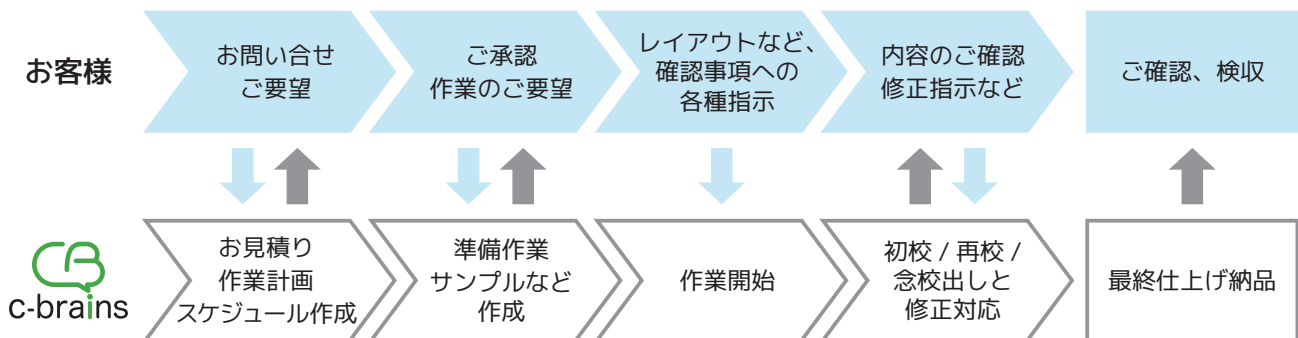 お客様
お問い合せ
ご要望
ご承認
作業のご要望
レイアウトなど、
確認事項への
各種指示
内容のご確認
修正指示など
ご確認、検収
CB
c-brains
お見積り
作業計画
スケジュール作成
準備作業
サンプルなど
作成
作業開始
初校 / 再校 /
念校出しと
修正対応
最終仕上げ納品